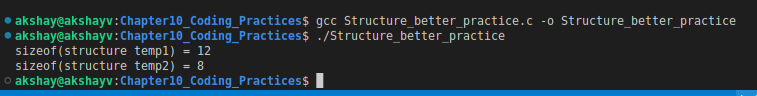 akshay@akshayv:Chapter10_Coding_Practices$ gcc Structure_better_practice.c -o Structure_better_practice
akshay@akshayv:Chapter10_Coding_Practices$ ./Structure_better_practice
sizeof(structure temp1) = 12
sizeof(structure temp2) = 8
akshay@akshayv:Chapter10_Coding_Practices$